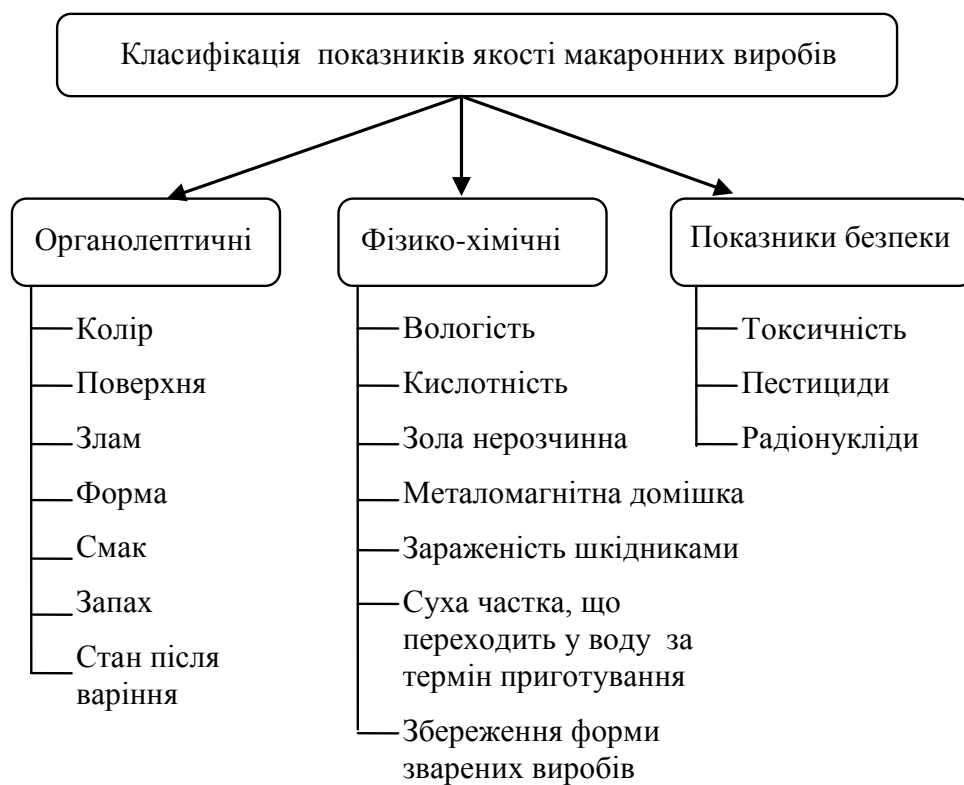 Класифікація показників якості макаронних виробів
Органолептичні
Колір
Поверхня
Злам
Форма
Смак
Запах
Стан після
варіння
Фізико-хімічні
Вологість
Кислотність
Зола нерозчинна
Металомагнітна домішка
Зараженість шкідниками
Суха частка, що
переходить у воду за
термін приготування
Збереження форми
зварених виробів
Показники безпеки
Токсичність
Пестициди
Радіонукліди